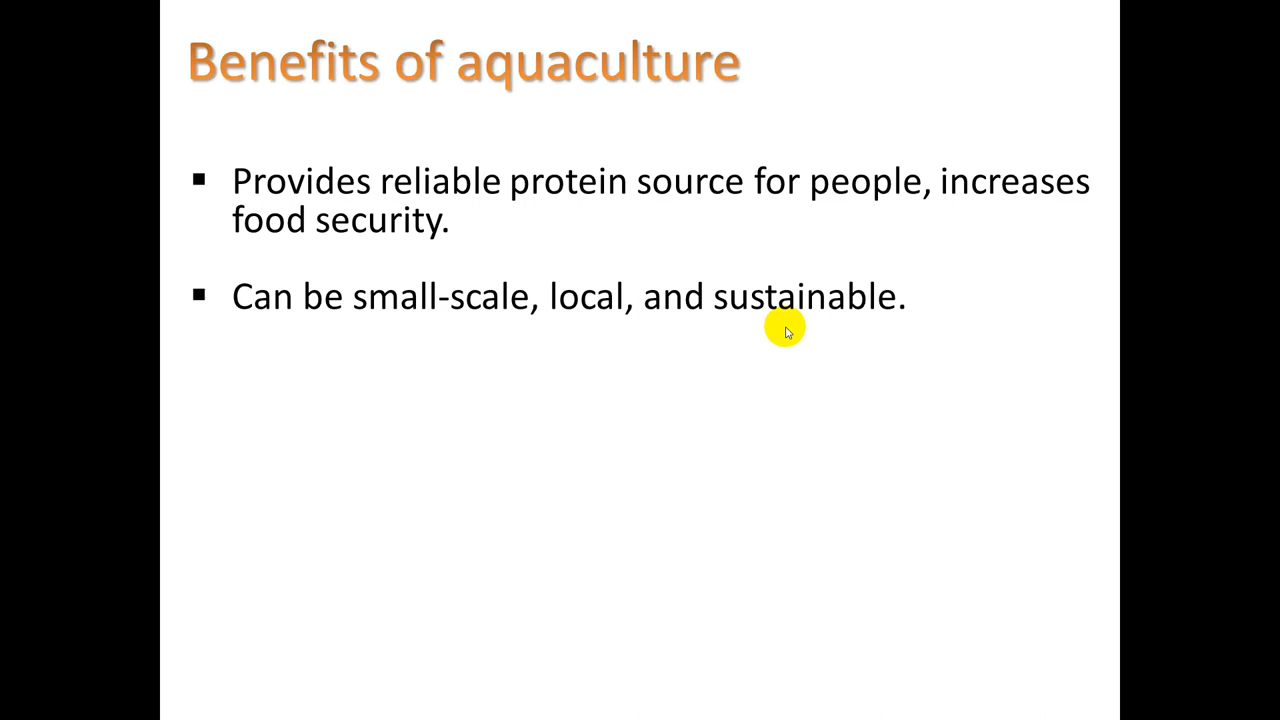 Benefits of aquaculture
▪ Provides reliable protein source for people, increases
food security.
▪ Can be small-scale, local, and sustainable.